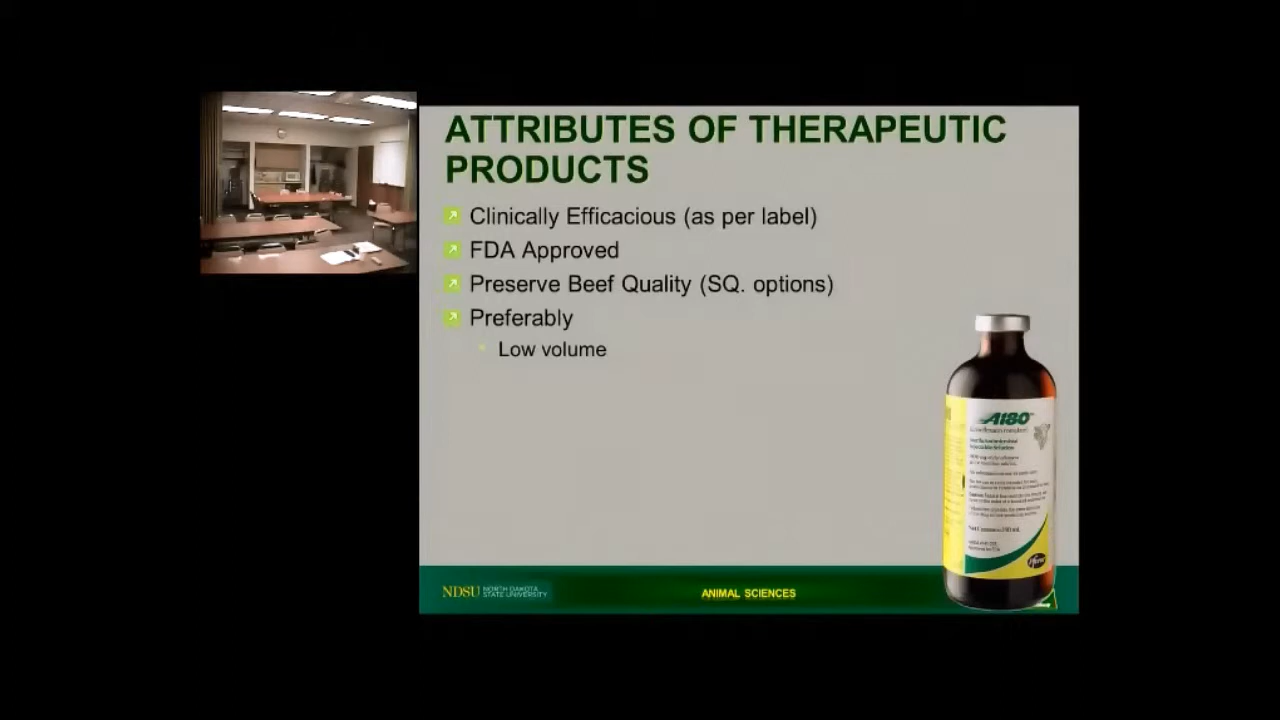 ATTRIBUTES OF THERAPEUTIC
PRODUCTS
Clinically Efficacious (as per label)
FDA Approved
Preserve Beef Quality (SQ. options)
Preferably
Low volume
A180
Pfizer
NDSU NORTH DAKOTA
STATE UNIVERSITY
ANIMAL SCIENCES